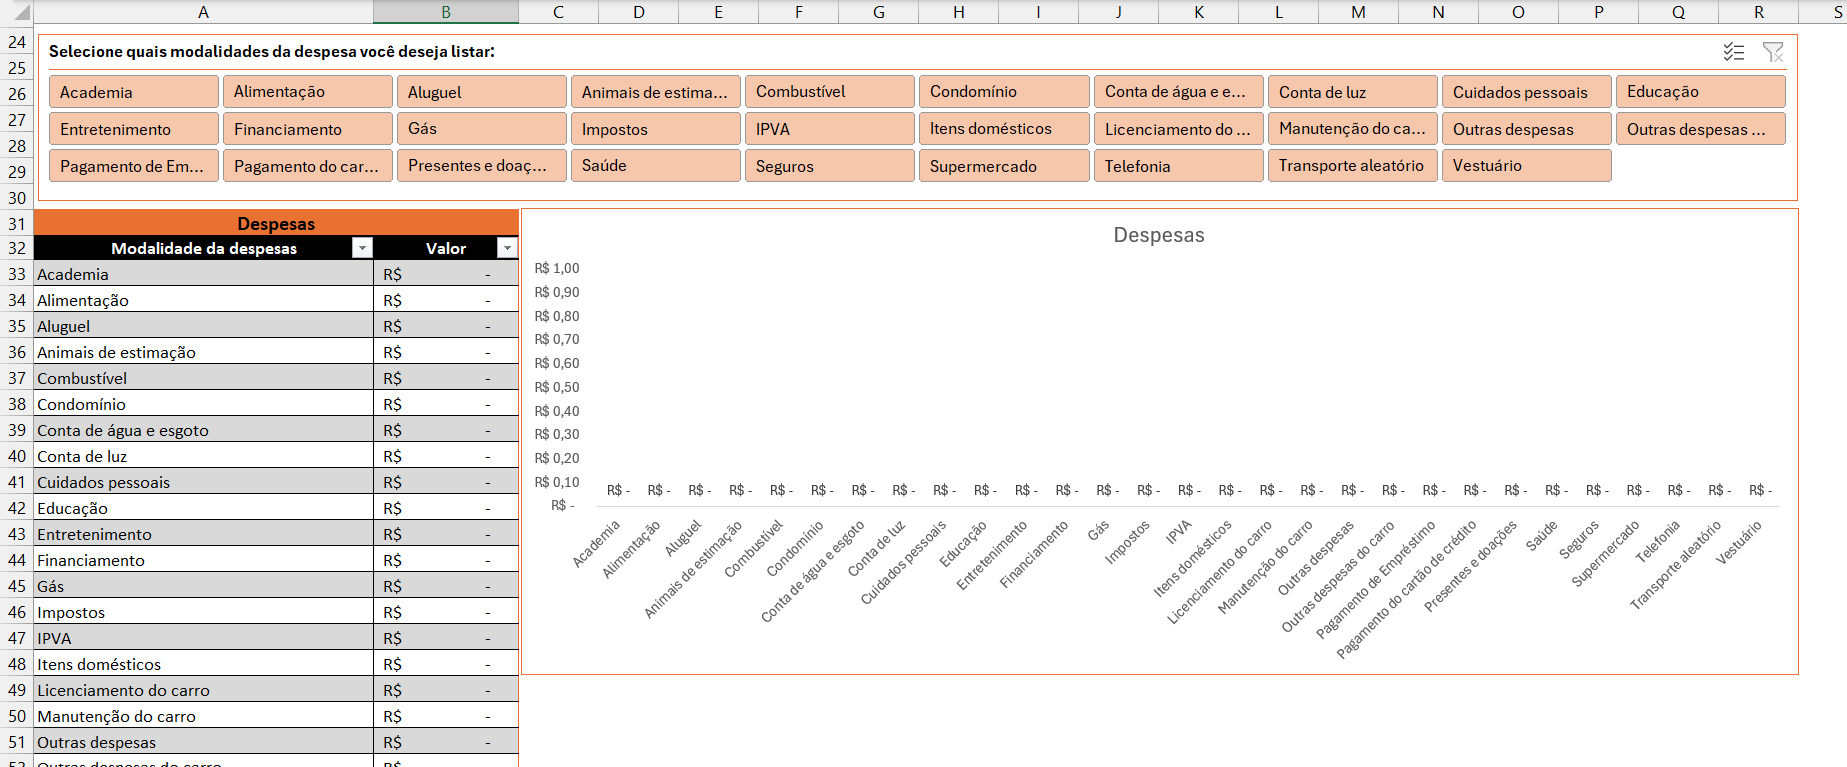 A B C D E F G H I J K L M N O P Q R S
24
Selecione quais modalidades da despesa você deseja listar:
25
26 Academia Alimentação Aluguel Animais de estima... Combustível Condomínio Conta de água e e... Conta de luz Cuidados pessoais Educação
27 Entretenimento Financiamento Gás Impostos IPVA Itens domésticos Licenciamento do ... Manutenção do ca... Outras despesas Outras despesas ...
28
29 Pagamento de Em... Pagamento do car... Presentes e doaç... Saúde Seguros Supermercado Telefonia Transporte aleatório Vestuário
30
31 Despesas
32 Modalidade da despesas Valor
33 Academia R$ -
34 Alimentação R$ -
35 Aluguel R$ -
36 Animais de estimação R$ -
37 Combustível R$ -
38 Condomínio R$ -
39 Conta de água e esgoto R$ -
40 Conta de luz R$ -
41 Cuidados pessoais R$ -
42 Educação R$ -
43 Entretenimento R$ -
44 Financiamento R$ -
45 Gás R$ -
46 Impostos R$ -
47 IPVA R$ -
48 Itens domésticos R$ -
49 Licenciamento do carro R$ -
50 Manutenção do carro R$ -
51 Outras despesas R$ -
52 Outras despesas do carro R$ -
Despesas
R$ 1,00
R$ 0,90
R$ 0,80
R$ 0,70
R$ 0,60
R$ 0,50
R$ 0,40
R$ 0,30
R$ 0,20
R$ 0,10
R$ -
R$ - R$ - R$ - R$ - R$ - R$ - R$ - R$ - R$ - R$ - R$ - R$ - R$ - R$ - R$ - R$ - R$ - R$ - R$ - R$ - R$ - R$ - R$ - R$ - R$ - R$ - R$ - R$ - R$ -
Academia
Alimentação
Aluguel
Animais de estimação
Combustível
Condomínio
Conta de água e esgoto
Conta de luz
Cuidados pessoais
Educação
Entretenimento
Financiamento
Gás
Impostos
IPVA
Itens domésticos
Licenciamento do carro
Manutenção do carro
Outras despesas
Outras despesas do carro
Pagamento de Empréstimo
Pagamento do cartão de crédito
Presentes e doações
Saúde
Seguros
Supermercado
Telefonia
Transporte aleatório
Vestuário